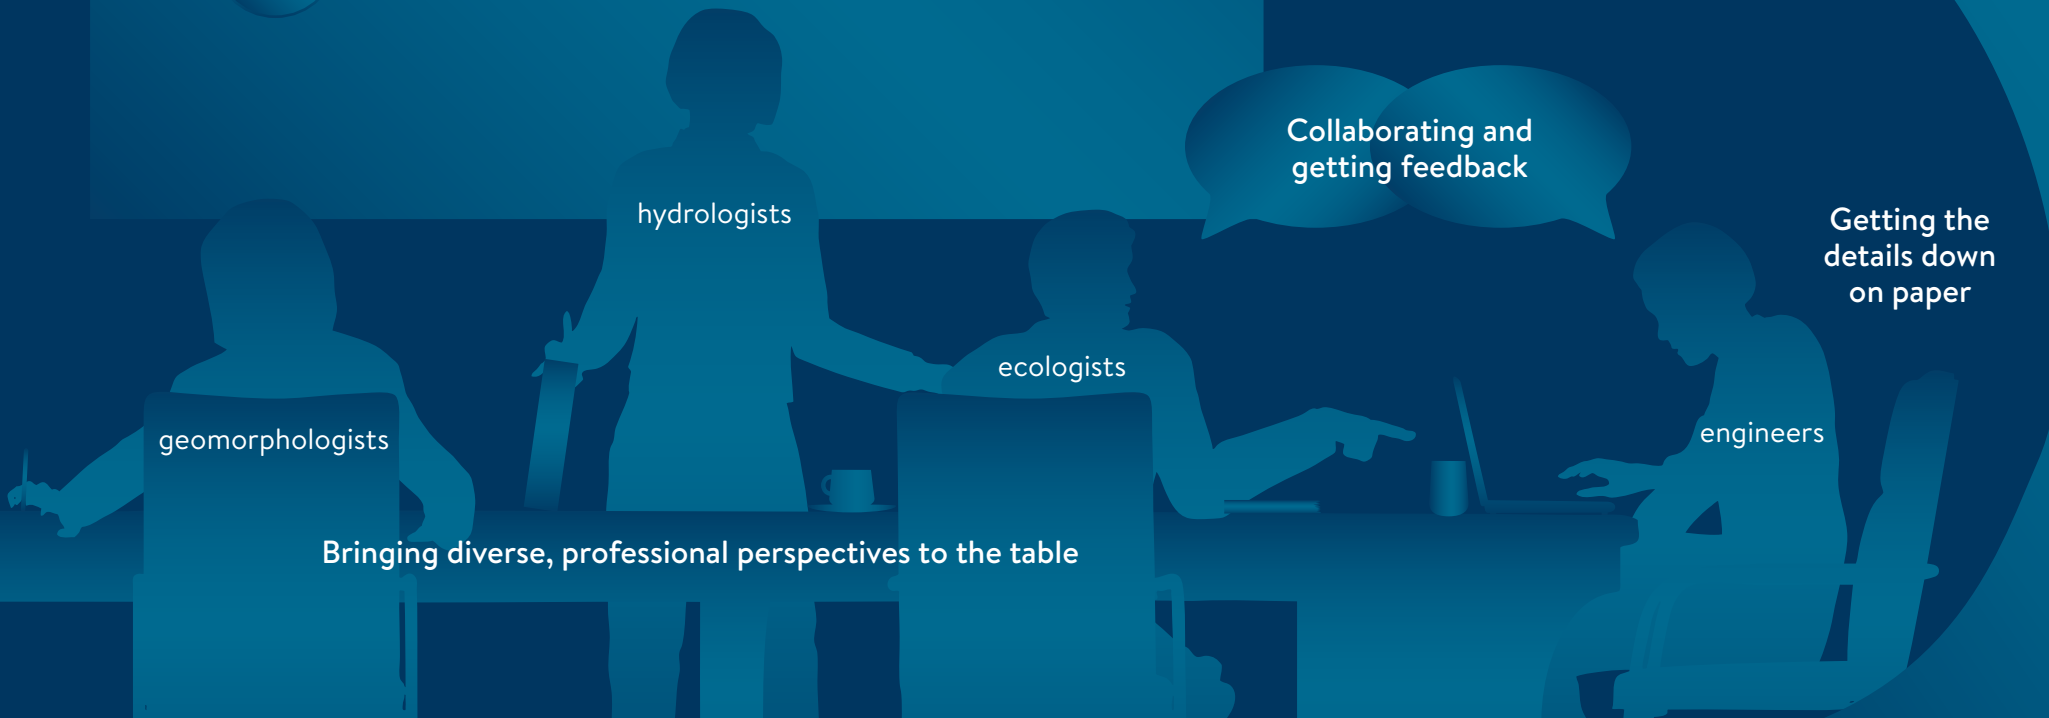 Collaborating and
getting feedback
hydrologists
Getting the
details down
on paper
ecologists
geomorphologists
engineers
Bringing diverse, professional perspectives to the table